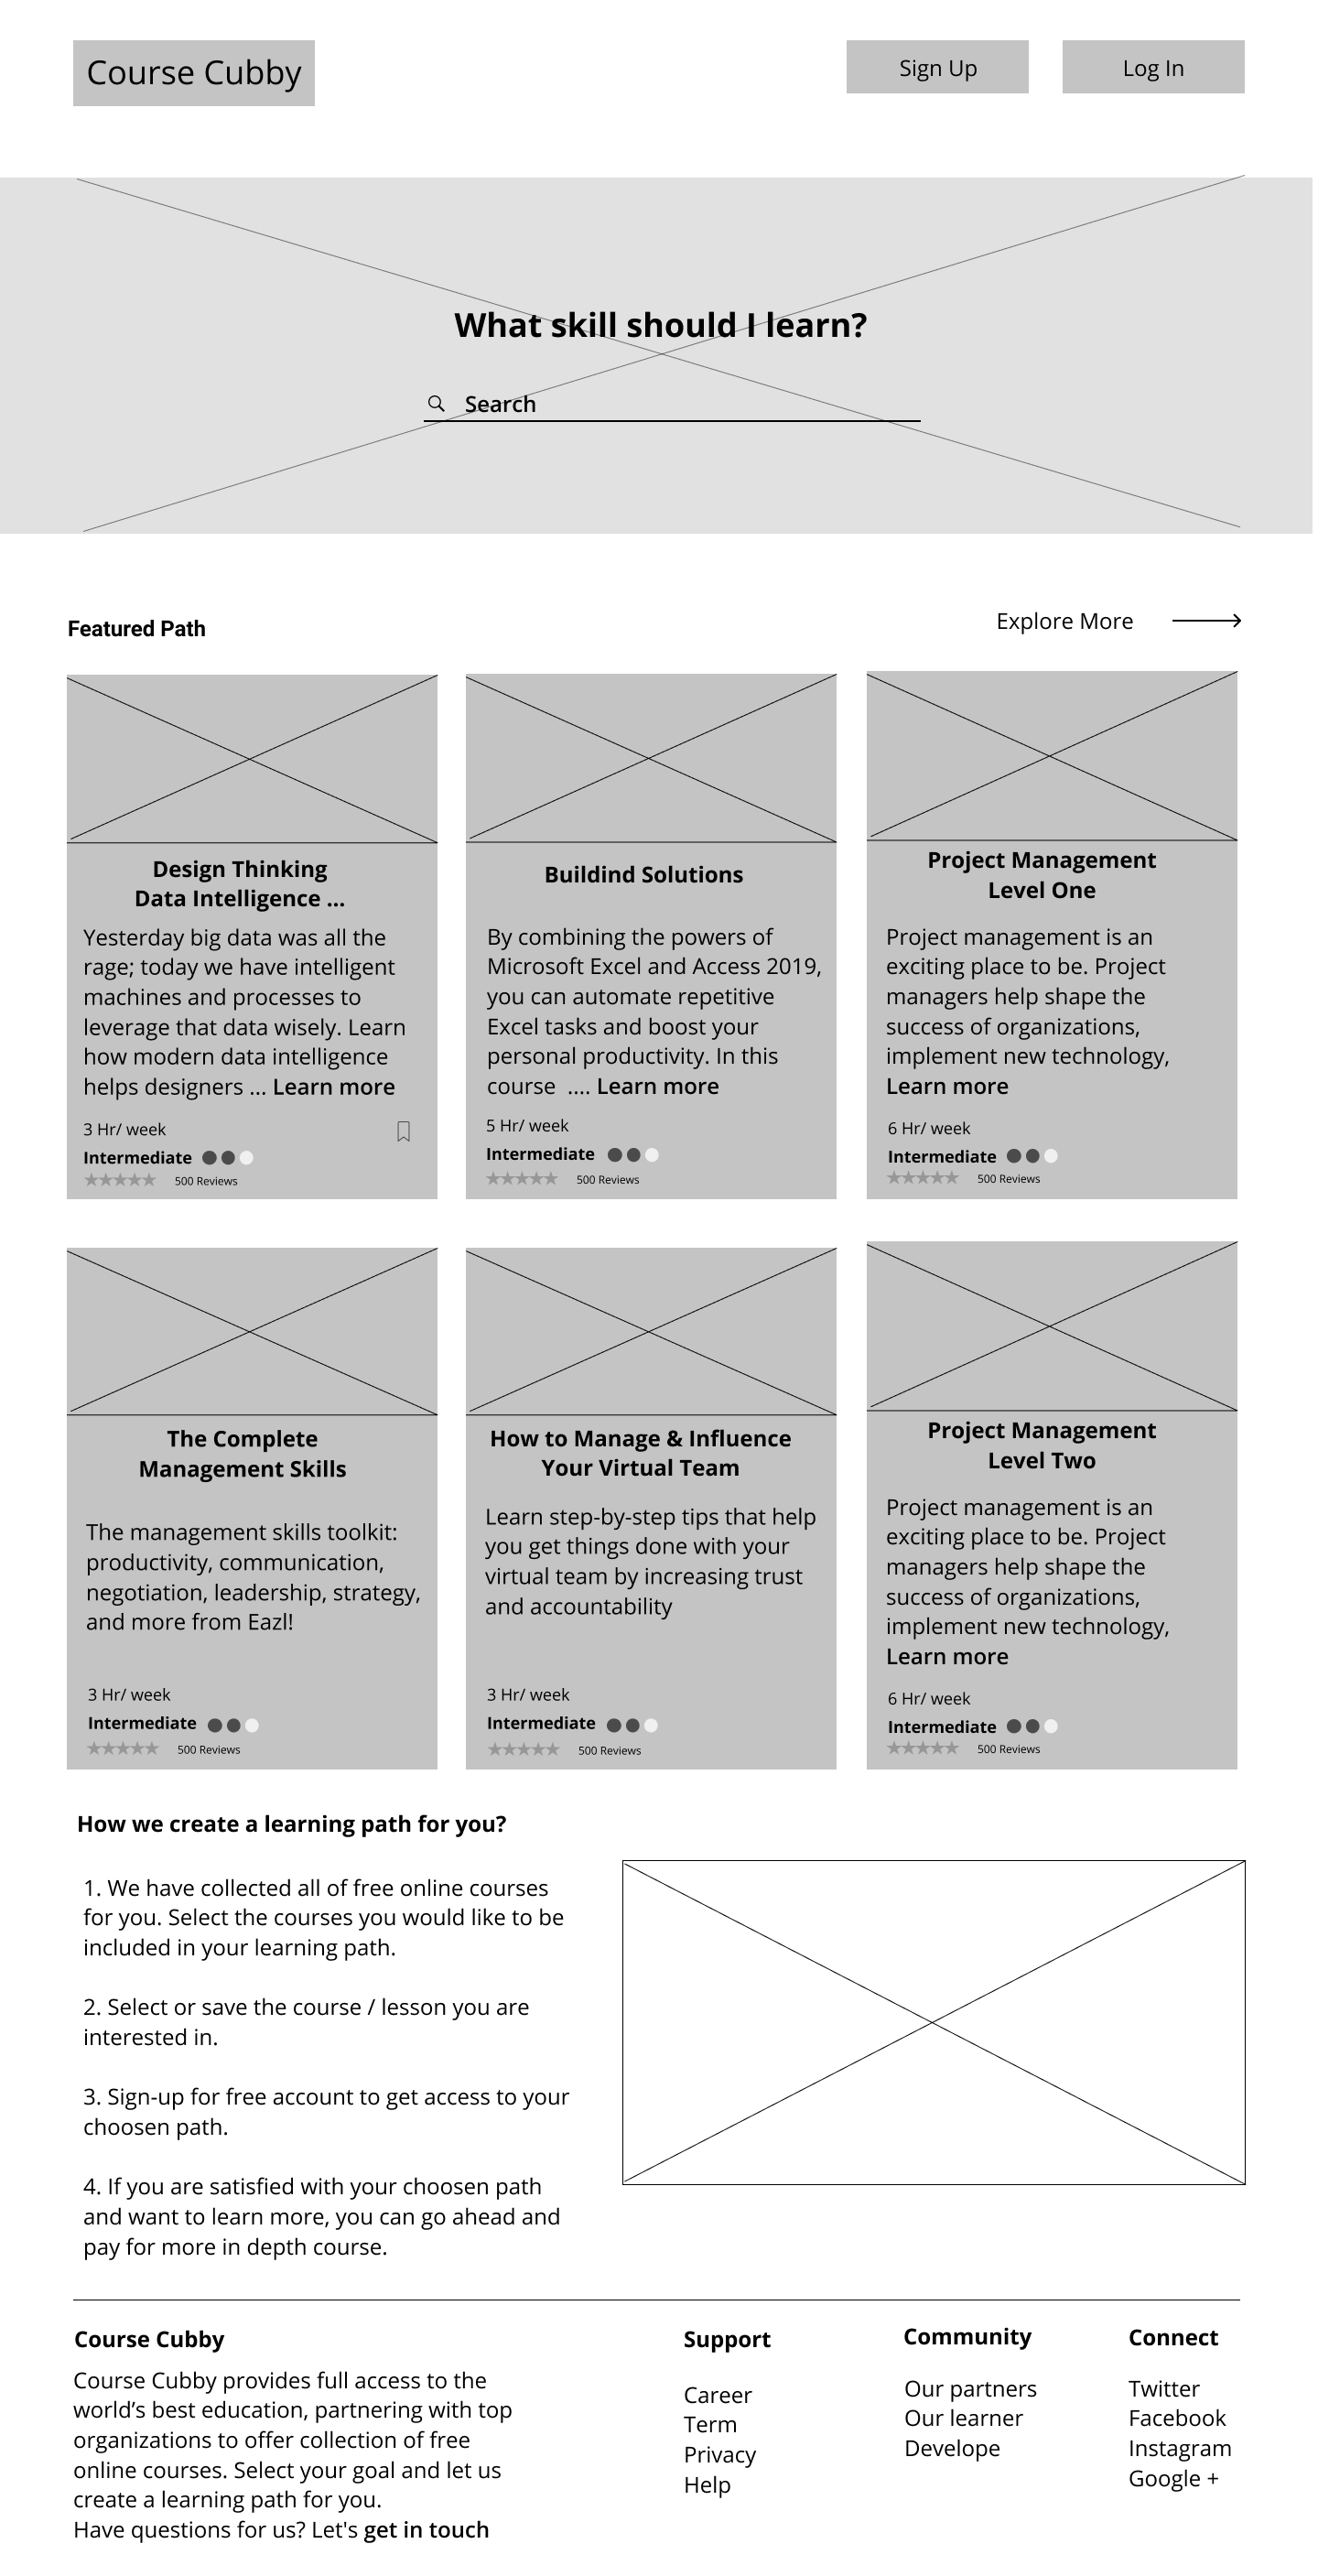 Course Cubby
Sign Up
Log In
What skill should I learn?
Search
Featured Path
Explore More
Design Thinking
Data Intelligence ...
Yesterday big data was all the
rage; today we have intelligent
machines and processes to
leverage that data wisely. Learn
how modern data intelligence
helps designers ... Learn more
3 Hr/ week
Intermediate
500 Reviews
Buildind Solutions
By combining the powers of
Microsoft Excel and Access 2019,
you can automate repetitive
Excel tasks and boost your
personal productivity. In this
course .... Learn more
5 Hr/ week
Intermediate
500 Reviews
Project Management
Level One
Project management is an
exciting place to be. Project
managers help shape the
success of organizations,
implement new technology,
Learn more
6 Hr/ week
Intermediate
500 Reviews
The Complete
Management Skills
The management skills toolkit:
productivity, communication,
negotiation, leadership, strategy,
and more from Eazl!
3 Hr/ week
Intermediate
500 Reviews
How to Manage & Influence
Your Virtual Team
Learn step-by-step tips that help
you get things done with your
virtual team by increasing trust
and accountability
3 Hr/ week
Intermediate
500 Reviews
Project Management
Level Two
Project management is an
exciting place to be. Project
managers help shape the
success of organizations,
implement new technology,
Learn more
6 Hr/ week
Intermediate
500 Reviews
How we create a learning path for you?
1. We have collected all of free online courses
for you. Select the courses you would like to be
included in your learning path.
2. Select or save the course / lesson you are
interested in.
3. Sign-up for free account to get access to your
choosen path.
4. If you are satisfied with your choosen path
and want to learn more, you can go ahead and
pay for more in depth course.
Course Cubby
Course Cubby provides full access to the
world’s best education, partnering with top
organizations to offer collection of free
online courses. Select your goal and let us
create a learning path for you.
Have questions for us? Let's get in touch
Support
Career
Term
Privacy
Help
Community
Our partners
Our learner
Develope
Connect
Twitter
Facebook
Instagram
Google +